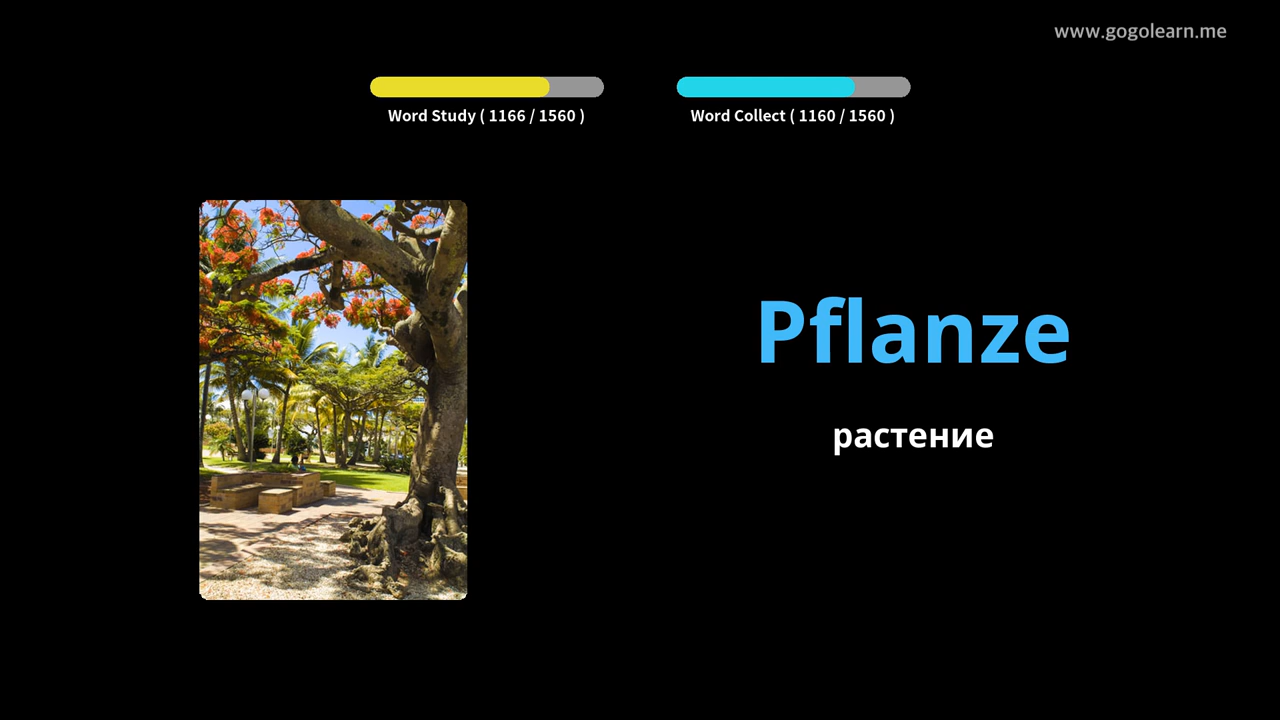 www.gogolearn.me
Word Study ( 1166 / 1560 )
Word Collect ( 1160 / 1560 )
Pflanze
растение